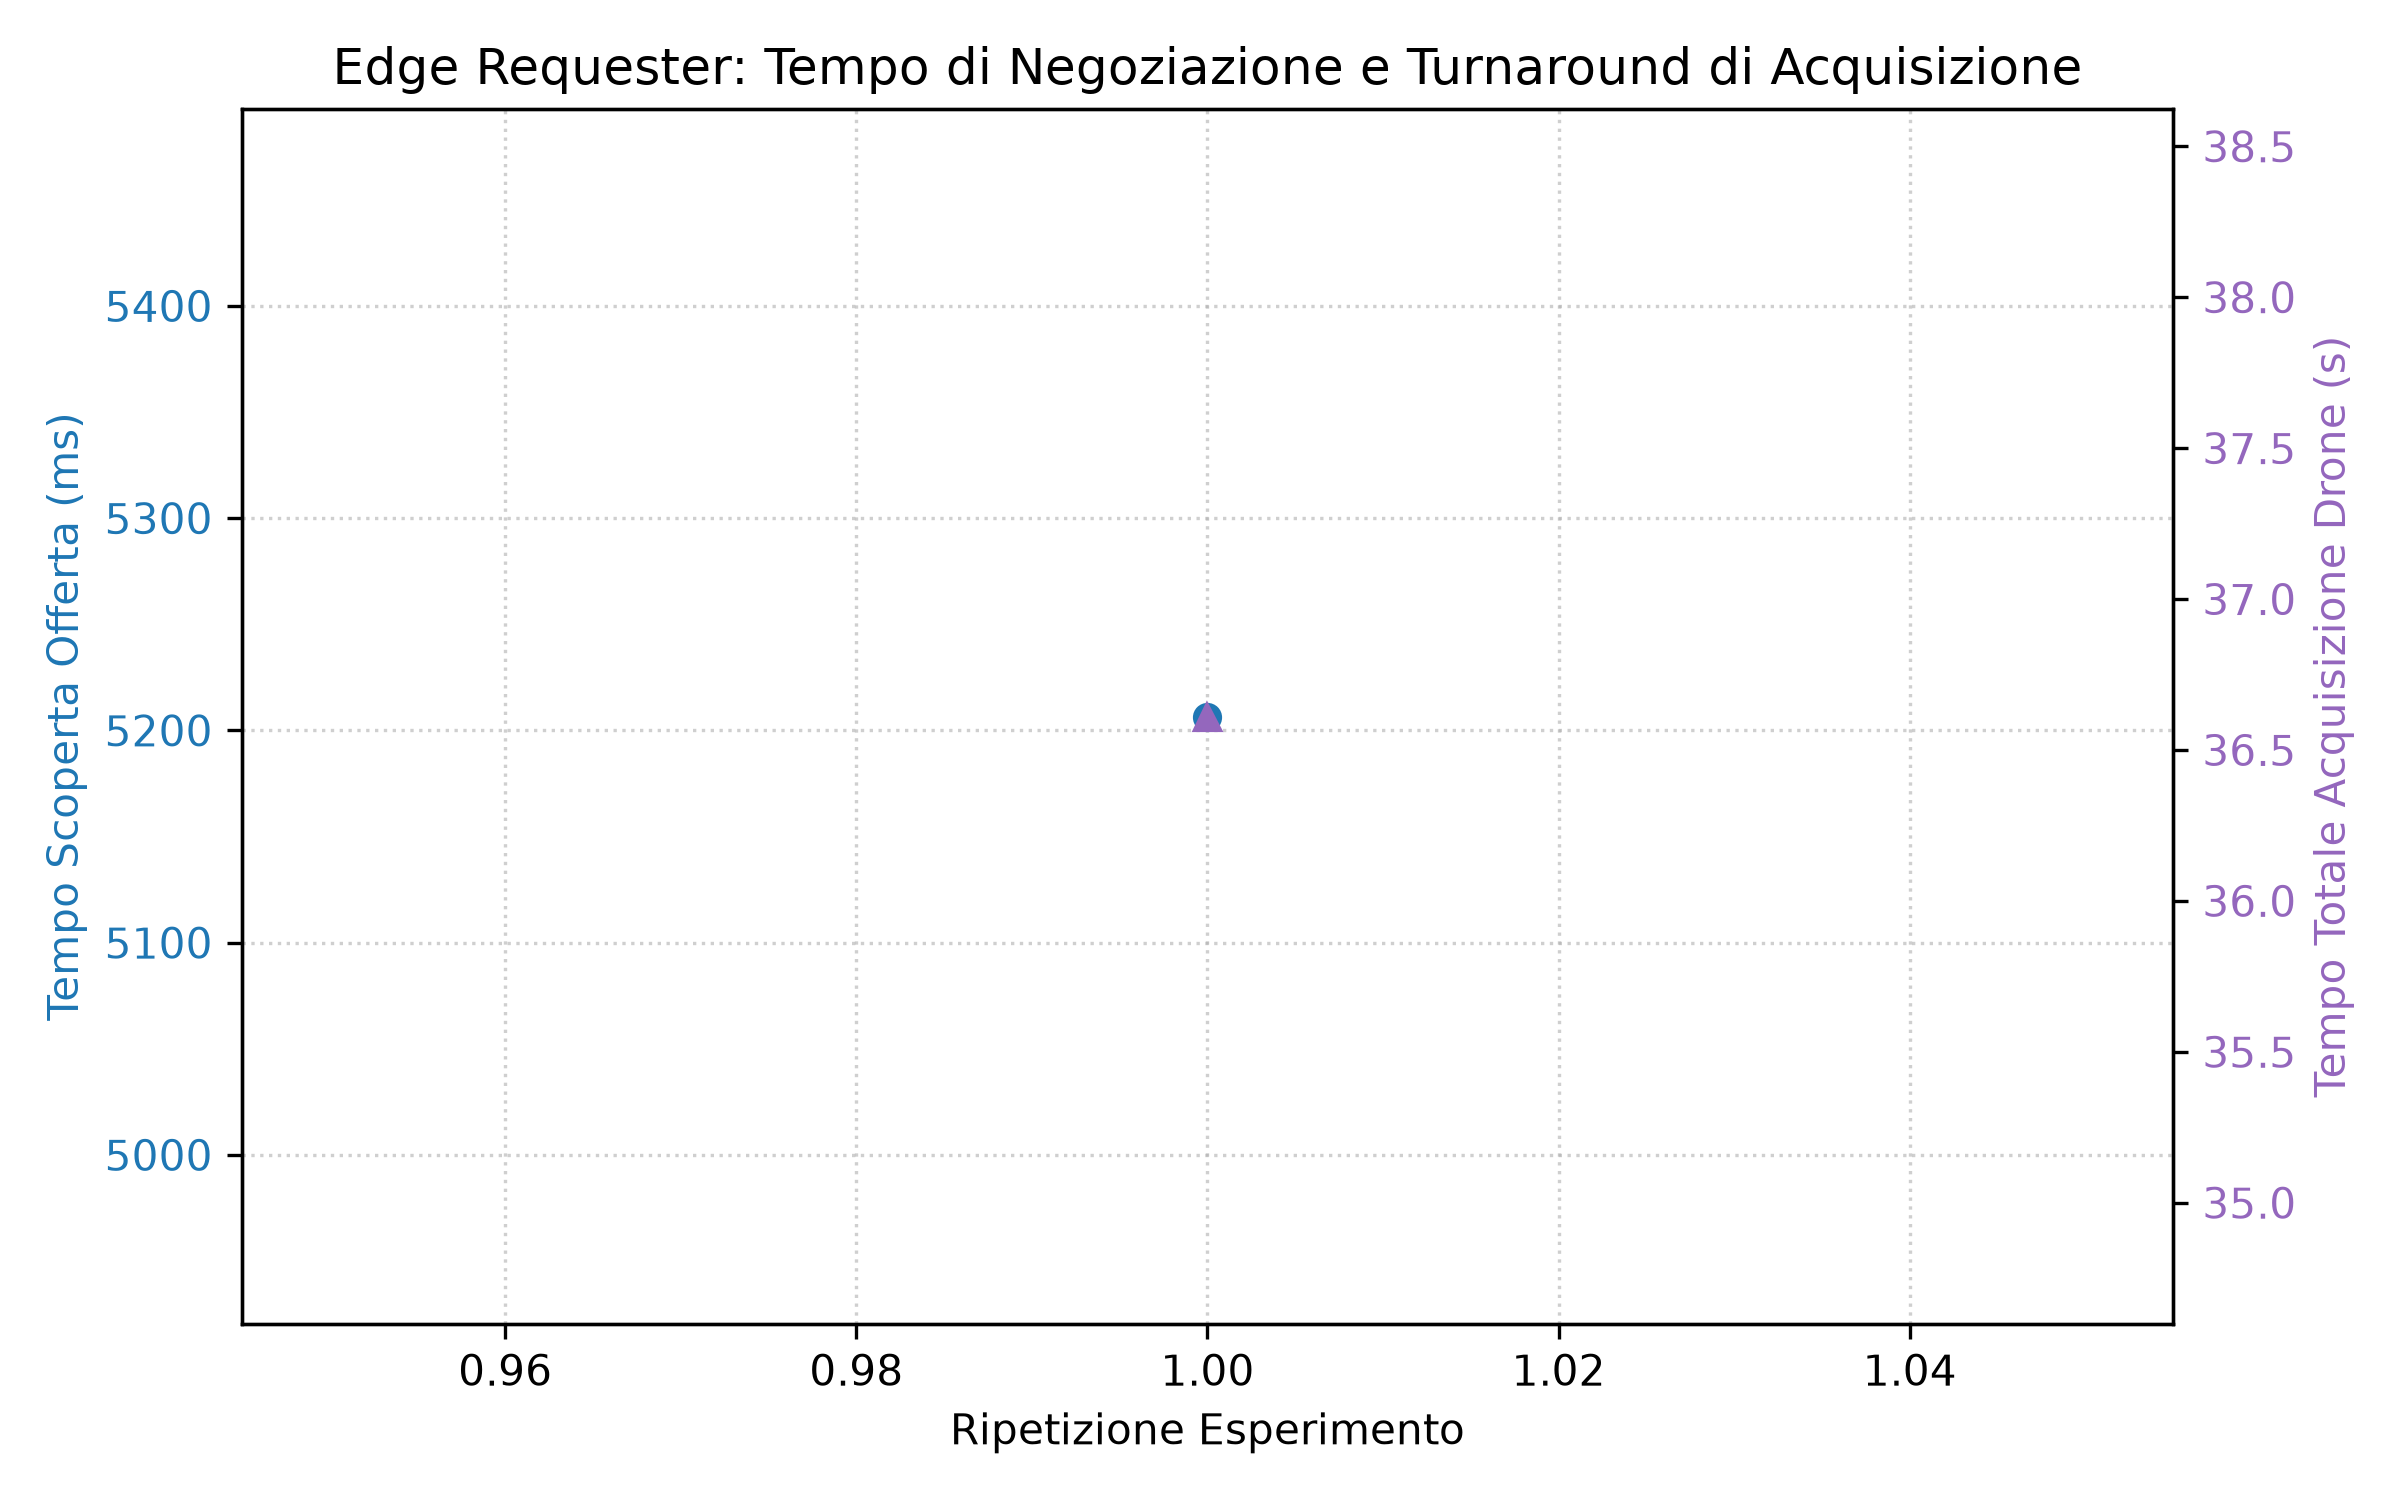 Edge Requester: Tempo di Negoziazione e Turnaround di Acquisizione
Tempo Scoperta Offerta (ms)
5400
5300
5200
5100
5000
38.5
38.0
37.5
37.0
36.5
36.0
35.5
35.0
Tempo Totale Acquisizione Drone (s)
0.96 0.98 1.00 1.02 1.04
Ripetizione Esperimento